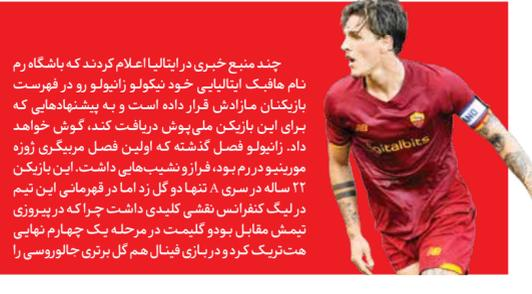 چند منبع خبری در ایتالیا اعلام کردند که باشگاه رم
نام هافبک ایتالیایی خود نیکولو زانیولو رو در فهرست
بازیکنان مازادش قرار داده است و به پیشنهادهایی که
برای این بازیکن ملی‌پوش دریافت کند، گوش خواهد
داد. زانیولو فصل گذشته که اولین فصل مربیگری ژوزه
مورینیو در رم بود، فراز و نشیب‌هایی داشت. این بازیکن
۲۲ ساله در سری A تنها دو گل زد اما در قهرمانی این تیم
در لیگ کنفرانس نقشی کلیدی داشت چرا که در پیروزی
تیمش مقابل بودو گلیمت در مرحله یک چهارم نهایی
هت‌تریک کرد و در بازی فینال هم گل برتری جالوروسی را
Digitalbits